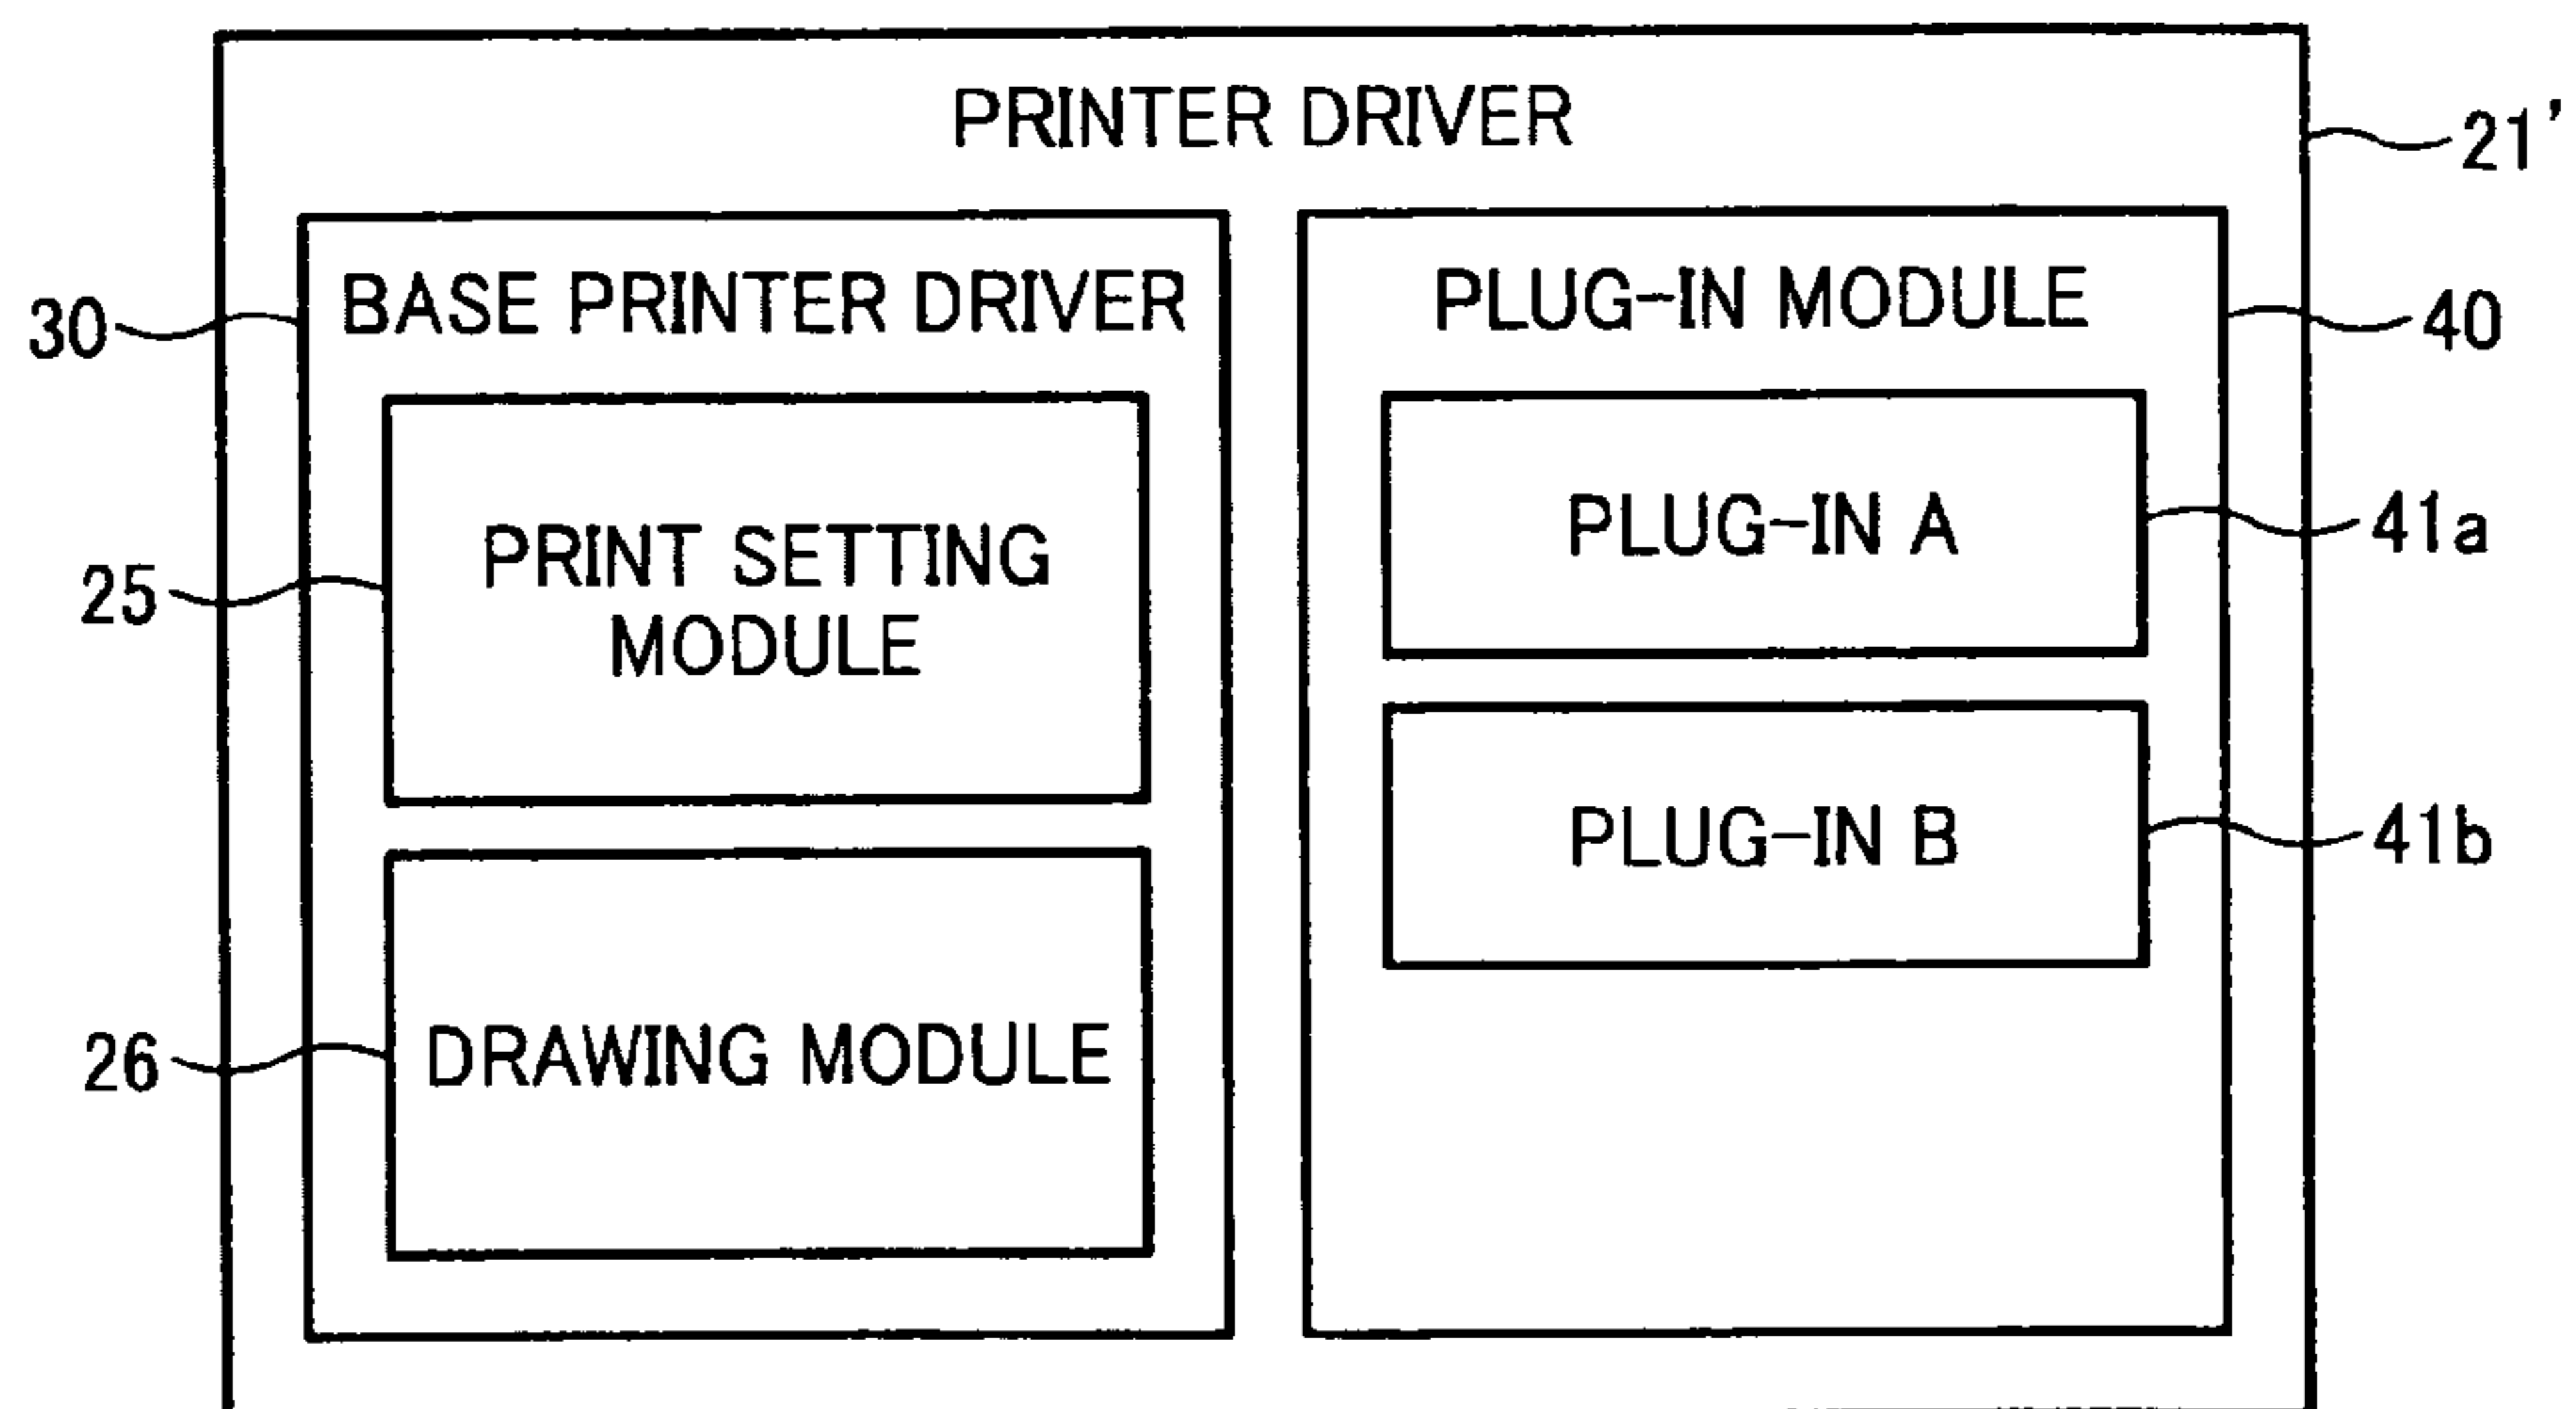 PRINTER DRIVER
21'
30
BASE PRINTER DRIVER
25
PRINT SETTING
MODULE
26
DRAWING MODULE
PLUG-IN MODULE
40
PLUG-IN A
41a
PLUG-IN B
41b